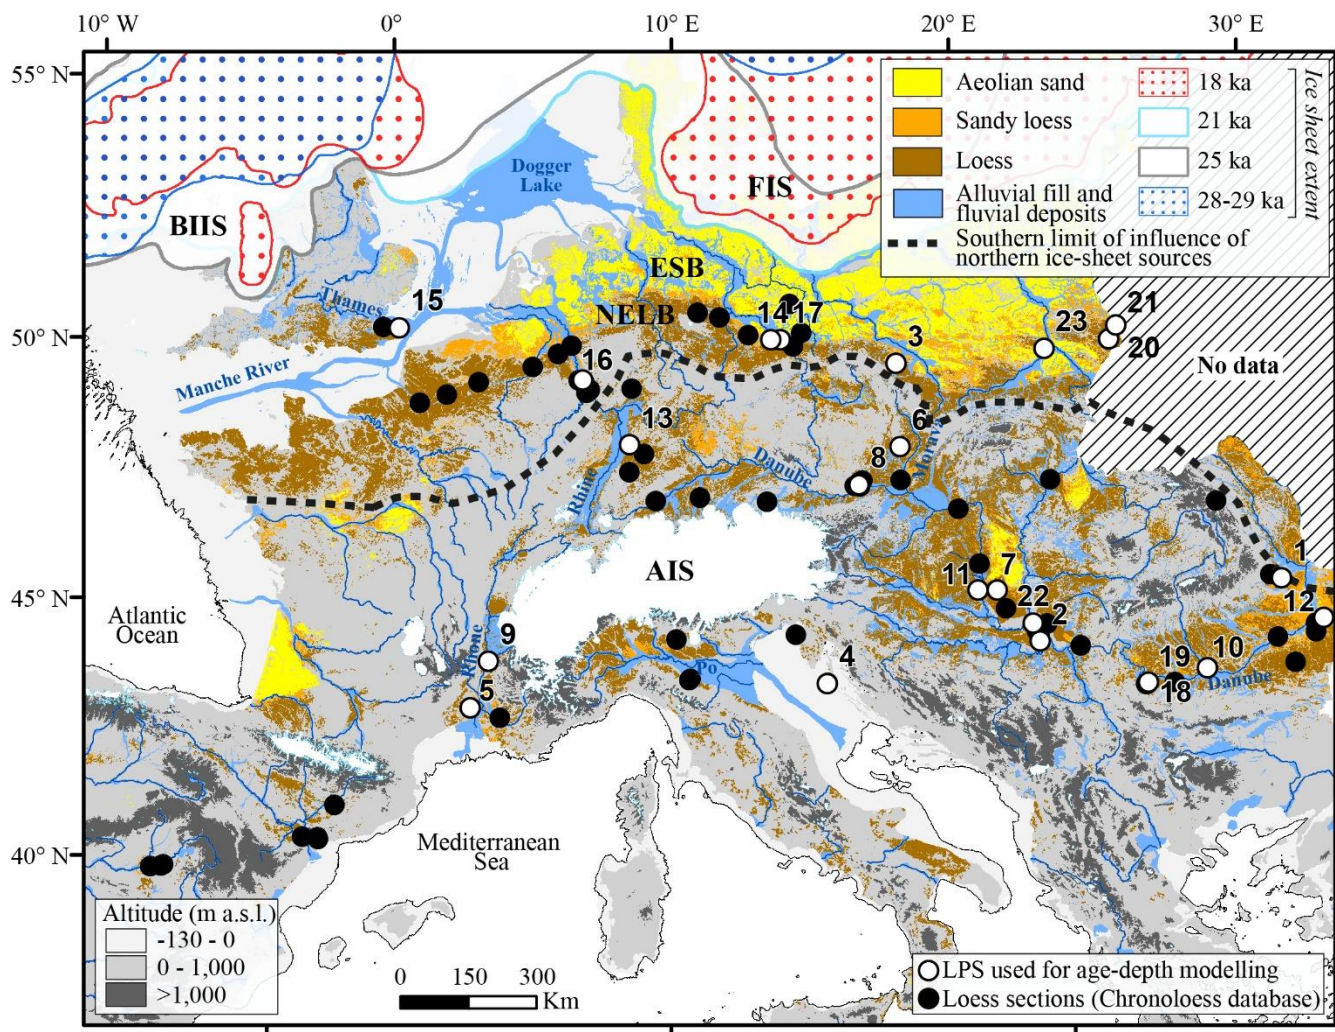 10° W 0° 10° E 20° E 30° E
55° N
50° N
45° N
40° N
Aeolian sand
Sandy loess
Loess
Alluvial fill and
fluvial deposits
Southern limit of influence of
northern ice-sheet sources
18 ka
21 ka
25 ka
28-29 ka
Ice sheet extent
Dogger
Lake
BIIS
FIS
ESB
NELB
Thames
15
14 17
3
23
21
20
No data
Manche River
16
13
6
8
Danube
Morava
Rhine
AIS
11
7
22
2
1
12
Atlantic
Ocean
9
Rhone
5
Po
4
19
18
10
Danube
Mediterranean
Sea
Altitude (m a.s.l.)
-130 - 0
0 - 1,000
>1,000
0 150 300
Km
LPS used for age-depth modelling
Loess sections (Chronoloess database)